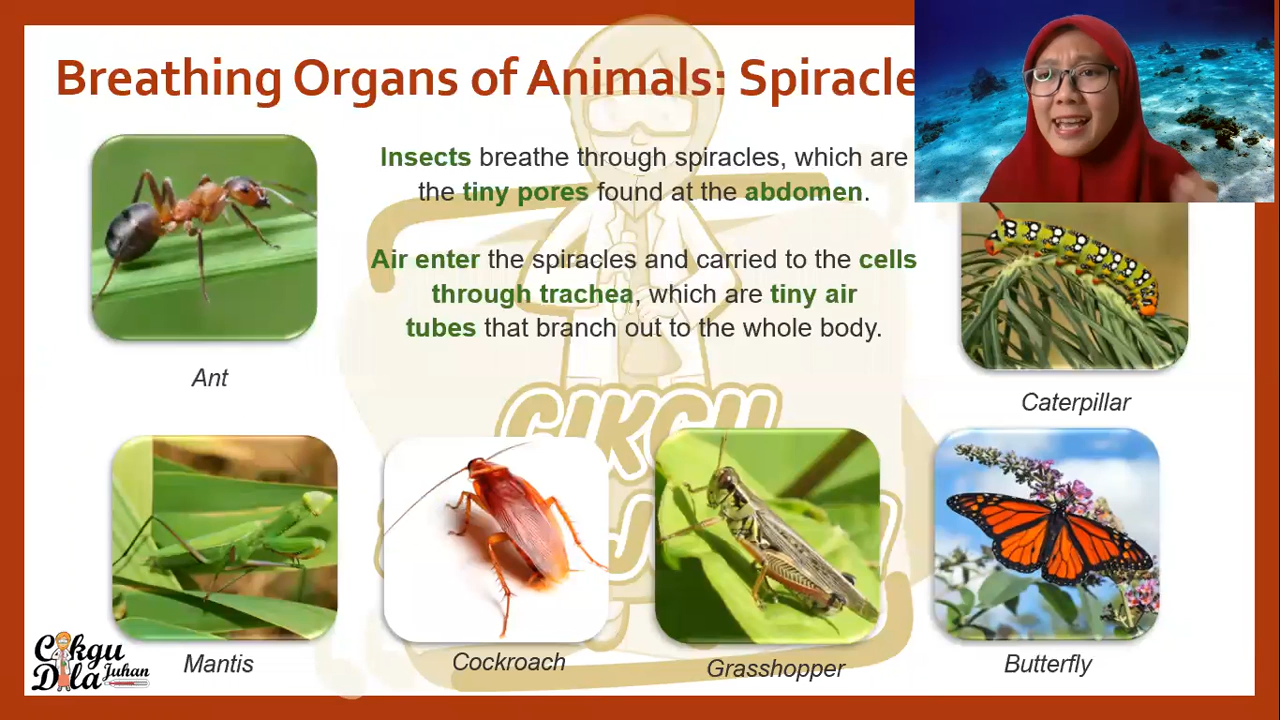 Breathing Organs of Animals: Spiracle
Insects breathe through spiracles, which are
the tiny pores found at the abdomen.
Air enter the spiracles and carried to the cells
through trachea, which are tiny air
tubes that branch out to the whole body.
CIKGU
Ant
Caterpillar
Mantis
Cockroach
Grasshopper
Butterfly
Cikgu
Dila Juhan